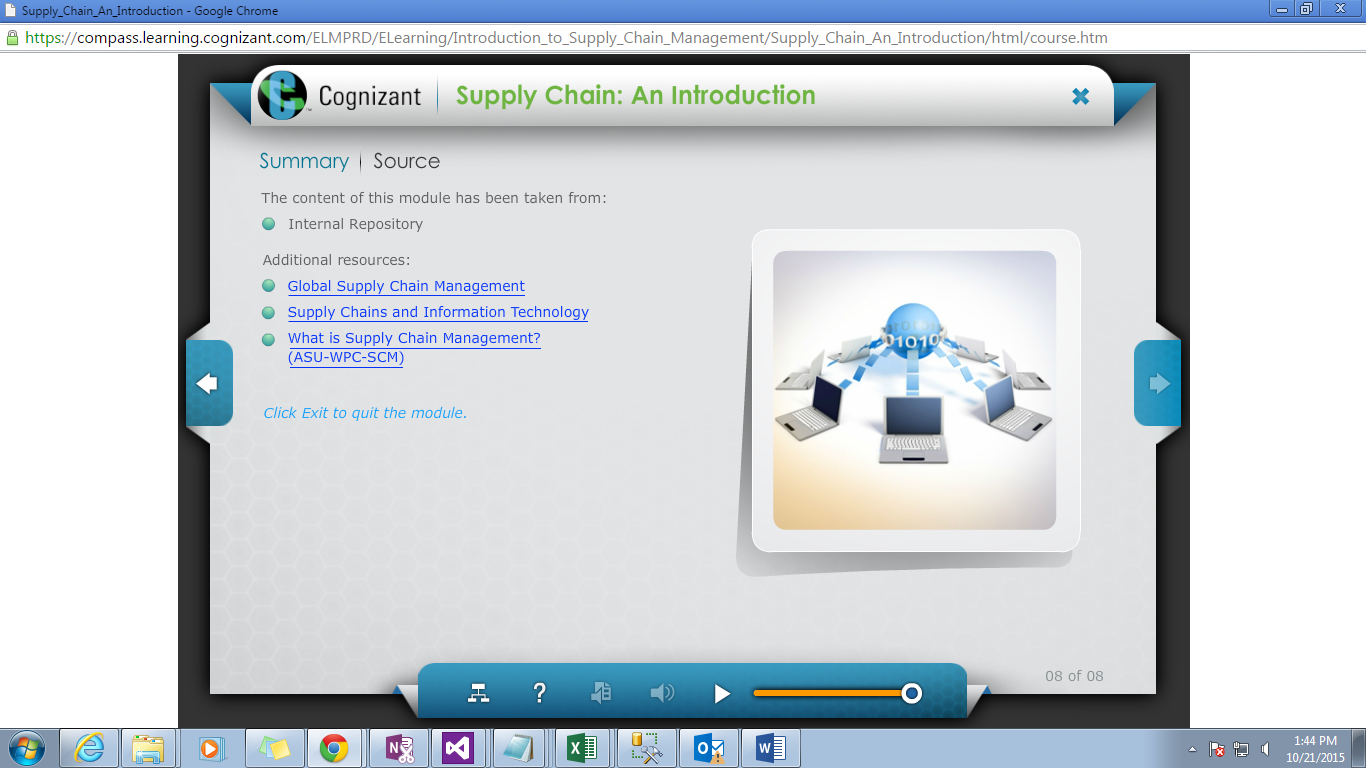 Supply_Chain_An_Introduction - Google Chrome
https://compass.learning.cognizant.com/ELMPRD/ELearning/Introduction_to_Supply_Chain_Management/Supply_Chain_An_Introduction/html/course.htm
Cognizant
Supply Chain: An Introduction
Summary | Source
The content of this module has been taken from:
Internal Repository
Additional resources:
Global Supply Chain Management
Supply Chains and Information Technology
What is Supply Chain Management?
(ASU-WPC-SCM)
Click Exit to quit the module.
01010
08 of 08
?
1:44 PM
10/21/2015